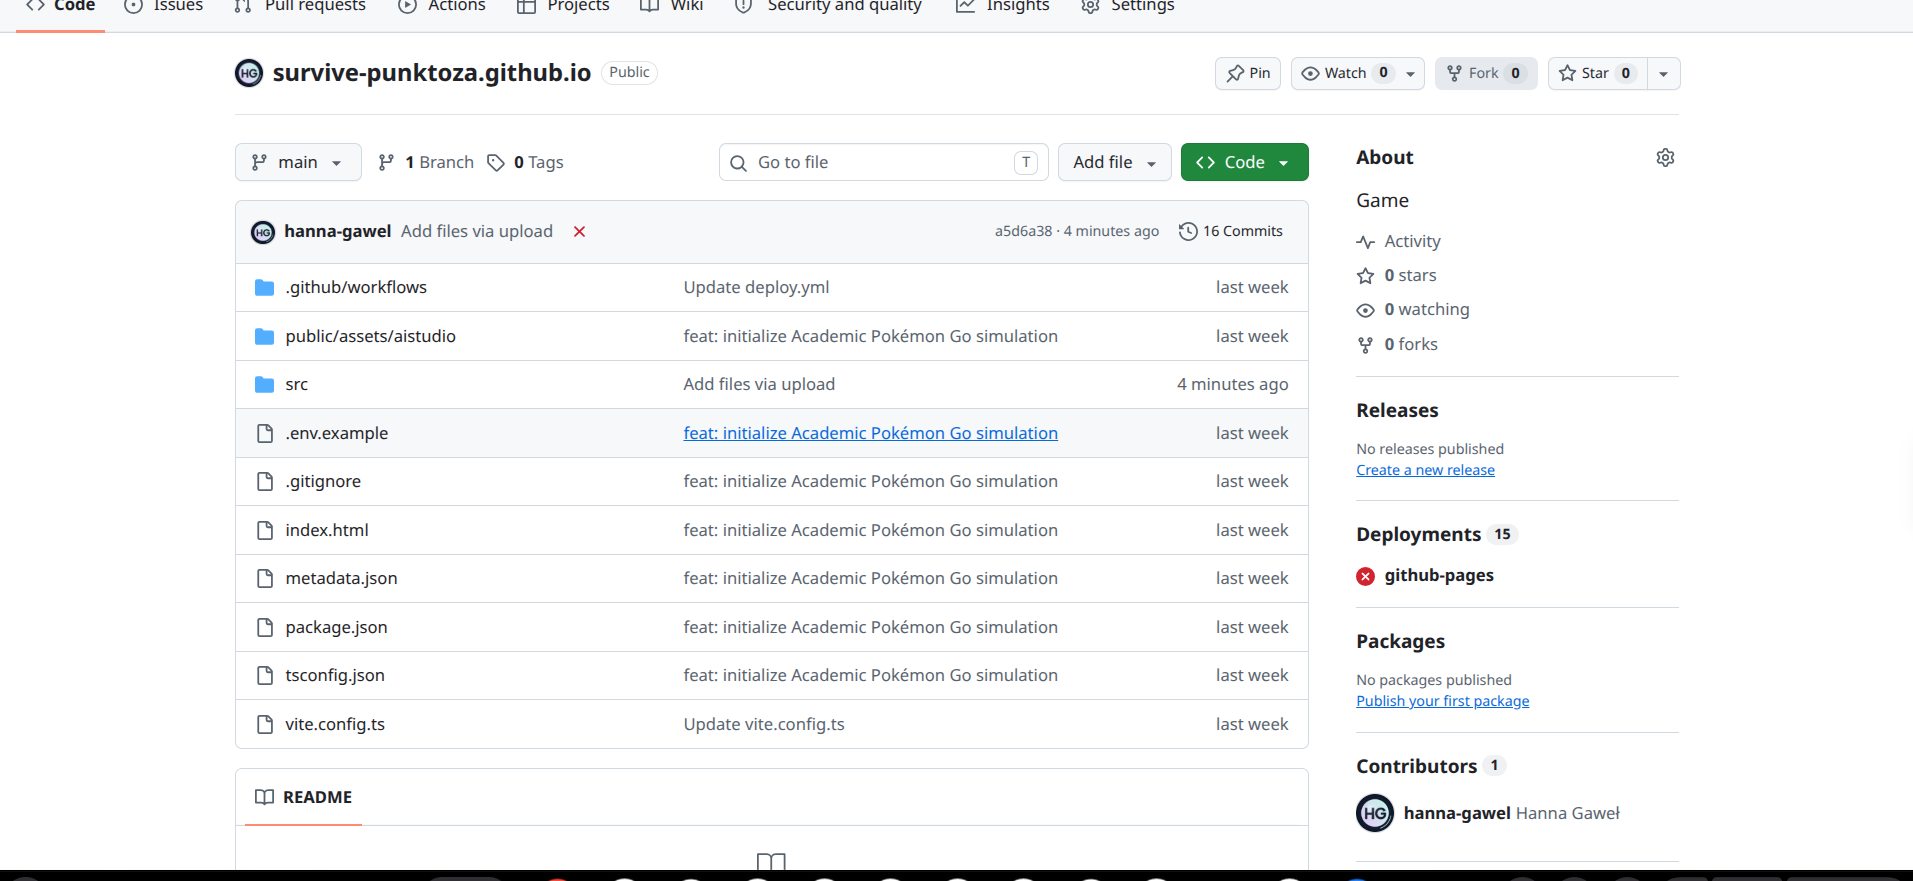 Code Issues Pull requests Actions Projects Wiki Security and quality Insights Settings
HG survive-punktoza.github.io Public Pin Watch 0 Fork 0 Star 0
main 1 Branch 0 Tags Go to file T Add file Code
HG hanna-gawel Add files via upload a5d6a38 · 4 minutes ago 16 Commits
.github/workflows Update deploy.yml last week
public/assets/aistudio feat: initialize Academic Pokémon Go simulation last week
src Add files via upload 4 minutes ago
.env.example feat: initialize Academic Pokémon Go simulation last week
.gitignore feat: initialize Academic Pokémon Go simulation last week
index.html feat: initialize Academic Pokémon Go simulation last week
metadata.json feat: initialize Academic Pokémon Go simulation last week
package.json feat: initialize Academic Pokémon Go simulation last week
tsconfig.json feat: initialize Academic Pokémon Go simulation last week
vite.config.ts Update vite.config.ts last week
README
About
Game
Activity
0 stars
0 watching
0 forks
Releases
No releases published
Create a new release
Deployments 15
github-pages
Packages
No packages published
Publish your first package
Contributors 1
HG hanna-gawel Hanna Gaweł